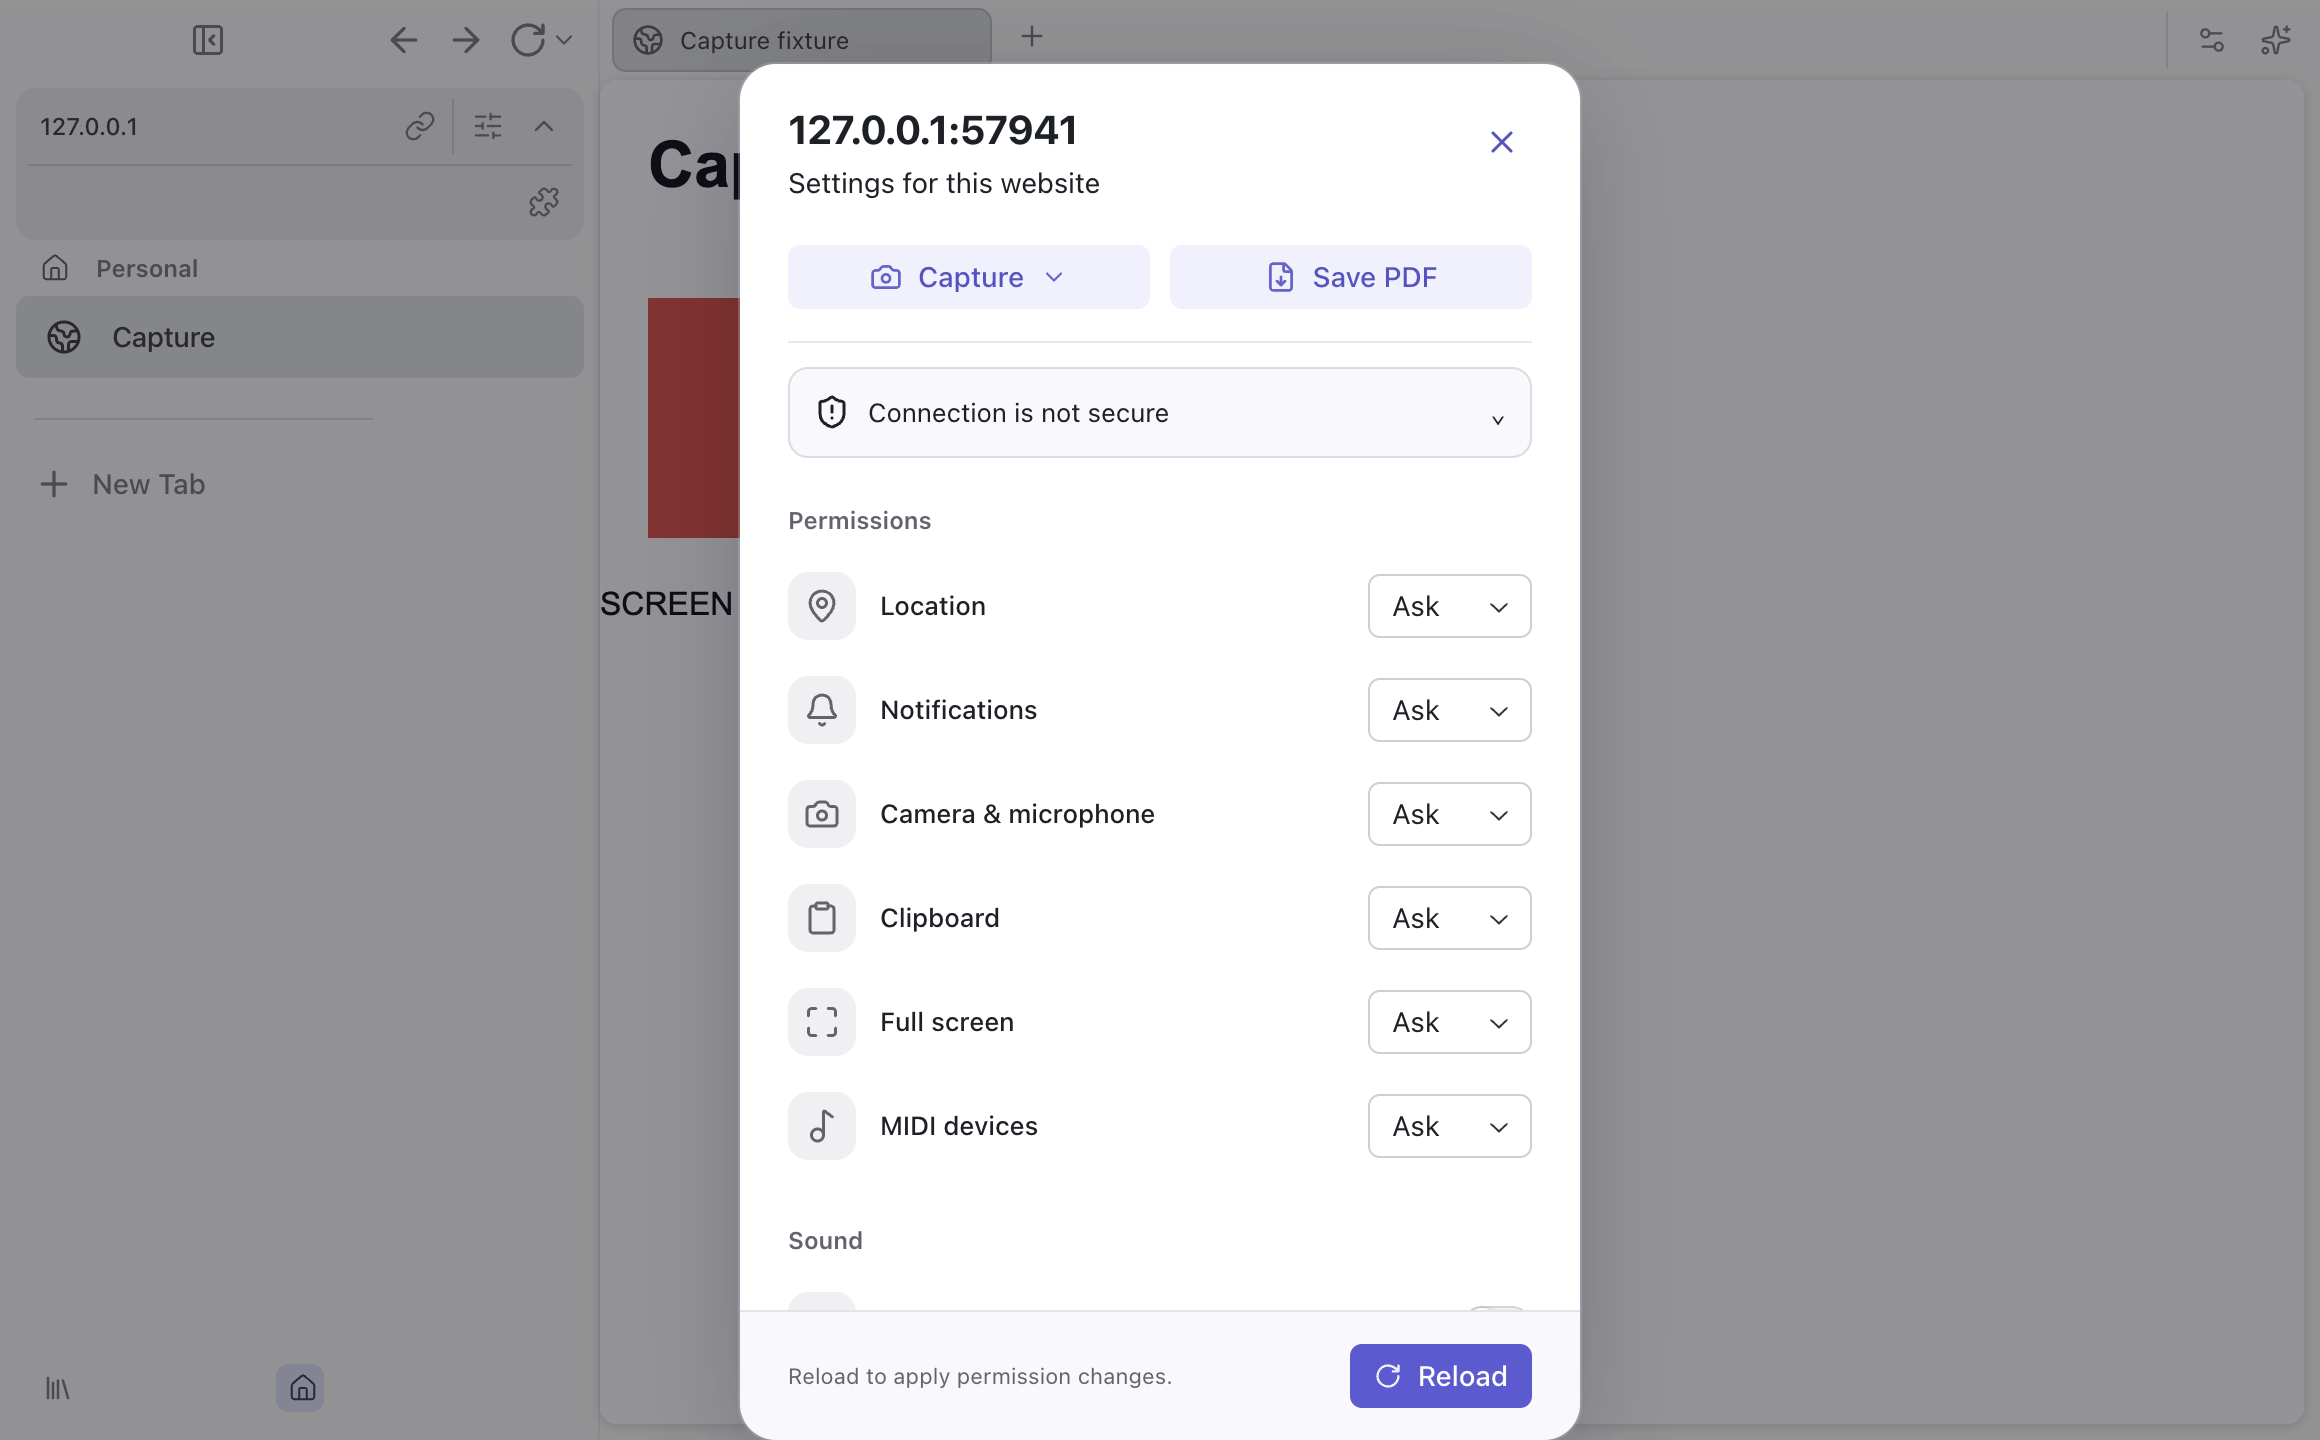 Capture fixture
127.0.0.1
Personal
Capture
New Tab
SCREEN
127.0.0.1:57941
Settings for this website
Capture
Save PDF
Connection is not secure
Permissions
Location Ask
Notifications Ask
Camera & microphone Ask
Clipboard Ask
Full screen Ask
MIDI devices Ask
Sound
Reload to apply permission changes.
Reload